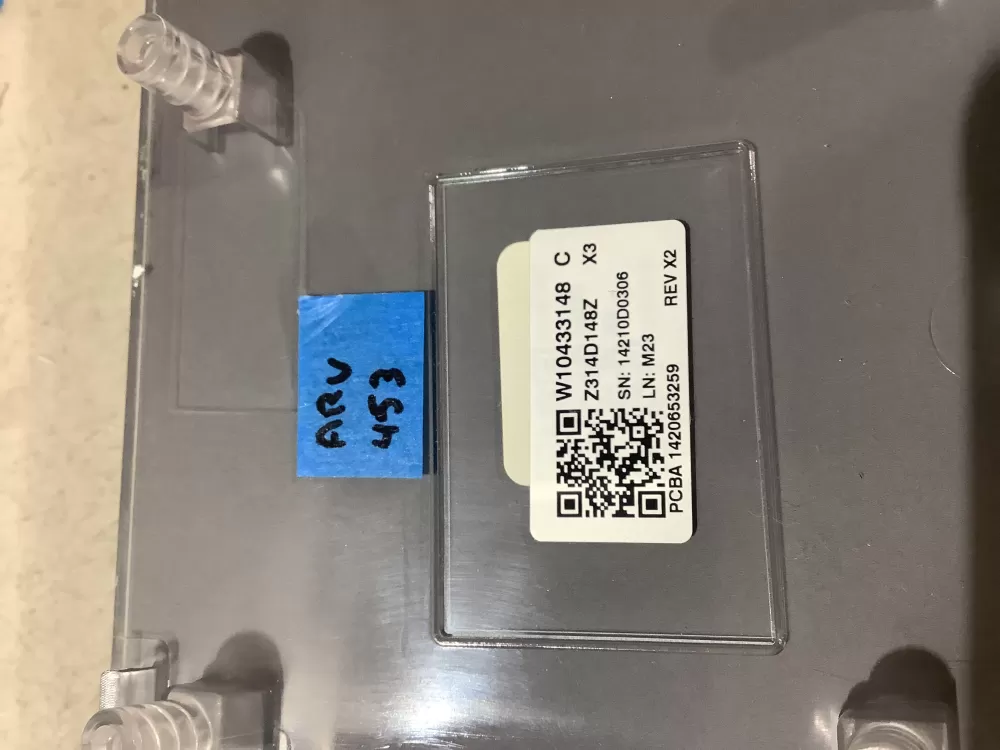 ARV
453
W10433148 C
Z314D148Z X3
SN: 14210D0306
LN: M23
PCBA 1420653259 REV X2